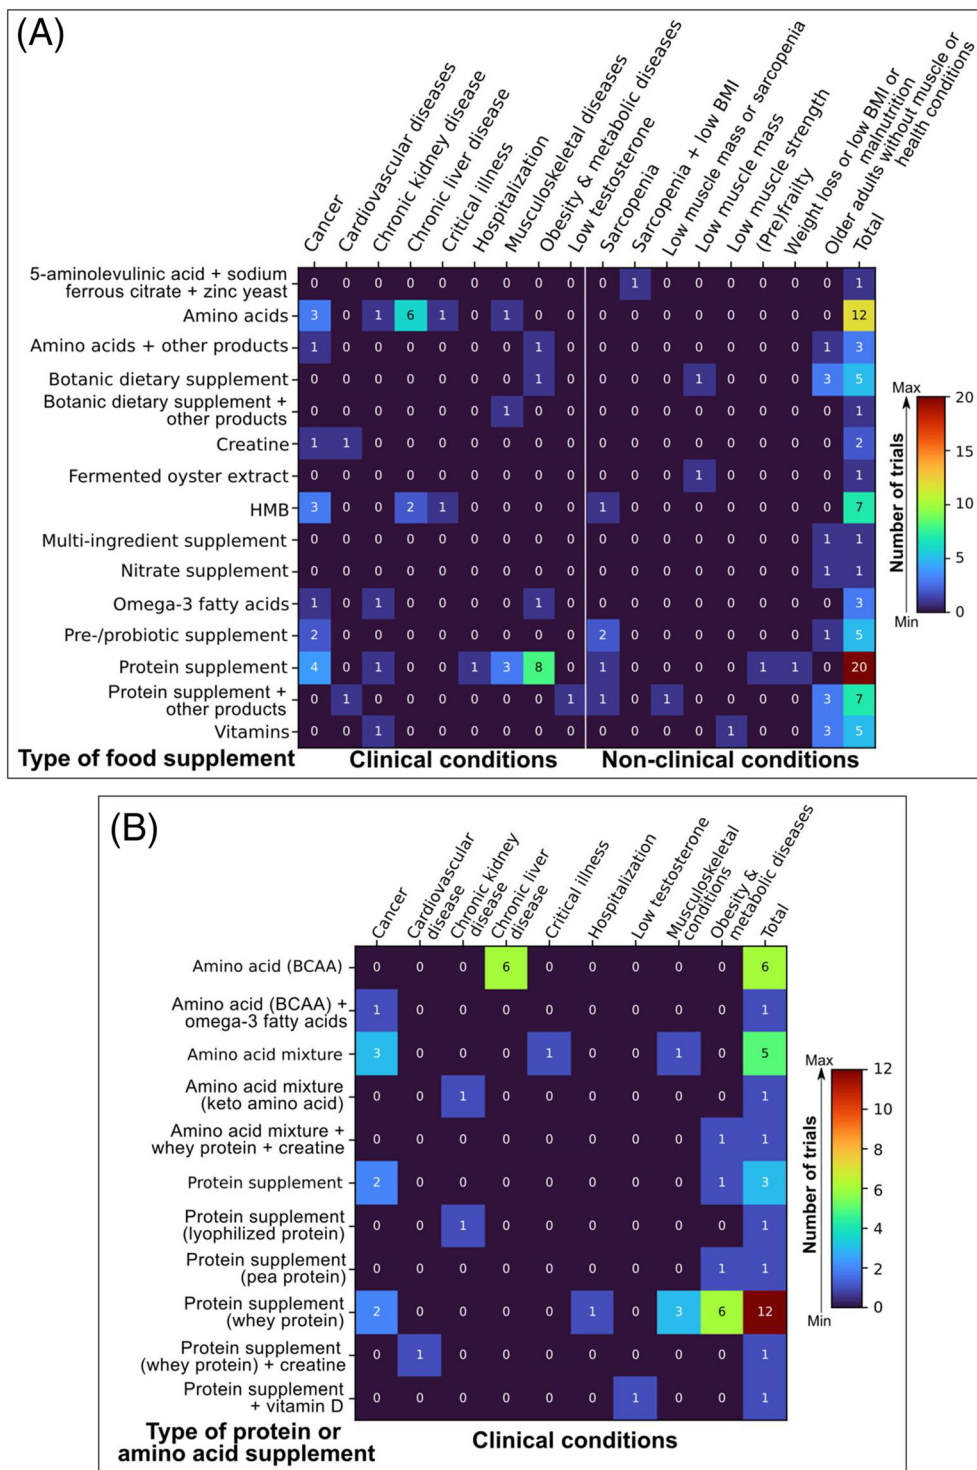 (A)
Cancer
Cardiovascular diseases
Chronic kidney disease
Chronic liver disease
Critical illness
Hospitalization
Musculoskeletal diseases
Obesity & metabolic diseases
Low testosterone
Sarcopenia
Sarcopenia + low BMI
Low muscle mass or sarcopenia
Low muscle mass
Low muscle strength
(Pre)frailty
Weight loss or low BMI or
malnutrition
Older adults without muscle or
health conditions
Total
5-aminolevulinic acid + sodium
ferrous citrate + zinc yeast
0 0 0 0 0 0 0 0 0 0 1 0 0 0 0 0 0 1
Amino acids
3 0 1 6 1 0 1 0 0 0 0 0 0 0 0 0 0 12
Amino acids + other products
1 0 0 0 0 0 0 1 0 0 0 0 0 0 0 0 1 3
Botanic dietary supplement
0 0 0 0 0 0 0 1 0 0 0 0 1 0 0 0 3 5
Botanic dietary supplement +
other products
0 0 0 0 0 0 1 0 0 0 0 0 0 0 0 0 0 1
Creatine
1 1 0 0 0 0 0 0 0 0 0 0 0 0 0 0 0 2
Fermented oyster extract
0 0 0 0 0 0 0 0 0 0 0 0 1 0 0 0 0 1
HMB
3 0 0 2 1 0 0 0 0 1 0 0 0 0 0 0 0 7
Multi-ingredient supplement
0 0 0 0 0 0 0 0 0 0 0 0 0 0 0 0 1 1
Nitrate supplement
0 0 0 0 0 0 0 0 0 0 0 0 0 0 0 0 1 1
Omega-3 fatty acids
1 0 1 0 0 0 0 1 0 0 0 0 0 0 0 0 0 3
Pre-/probiotic supplement
2 0 0 0 0 0 0 0 0 2 0 0 0 0 0 0 1 5
Protein supplement
4 0 1 0 0 1 3 8 0 1 0 0 0 0 1 1 0 20
Protein supplement +
other products
0 1 0 0 0 0 0 0 1 1 0 1 0 0 0 0 3 7
Vitamins
0 0 1 0 0 0 0 0 0 0 0 0 0 1 0 0 3 5
Type of food supplement
Clinical conditions
Non-clinical conditions
Max
Number of trials
Min
20
15
10
5
0
(B)
Cancer
Cardiovascular
disease
Chronic kidney
disease
Chronic liver
disease
Critical illness
Hospitalization
Low testosterone
Musculoskeletal
conditions
Obesity &
metabolic diseases
Total
Amino acid (BCAA)
0 0 0 6 0 0 0 0 0 6
Amino acid (BCAA) +
omega-3 fatty acids
1 0 0 0 0 0 0 0 0 1
Amino acid mixture
3 0 0 0 1 0 0 1 0 5
Amino acid mixture
(keto amino acid)
0 0 1 0 0 0 0 0 0 1
Amino acid mixture +
whey protein + creatine
0 0 0 0 0 0 0 0 1 1
Protein supplement
2 0 0 0 0 0 0 0 1 3
Protein supplement
(lyophilized protein)
0 0 1 0 0 0 0 0 0 1
Protein supplement
(pea protein)
0 0 0 0 0 0 0 0 1 1
Protein supplement
(whey protein)
2 0 0 0 0 1 0 3 6 12
Protein supplement
(whey protein) + creatine
0 1 0 0 0 0 0 0 0 1
Protein supplement
+ vitamin D
0 0 0 0 0 0 1 0 0 1
Type of protein or
amino acid supplement
Clinical conditions
Max
Number of trials
Min
12
10
8
6
4
2
0